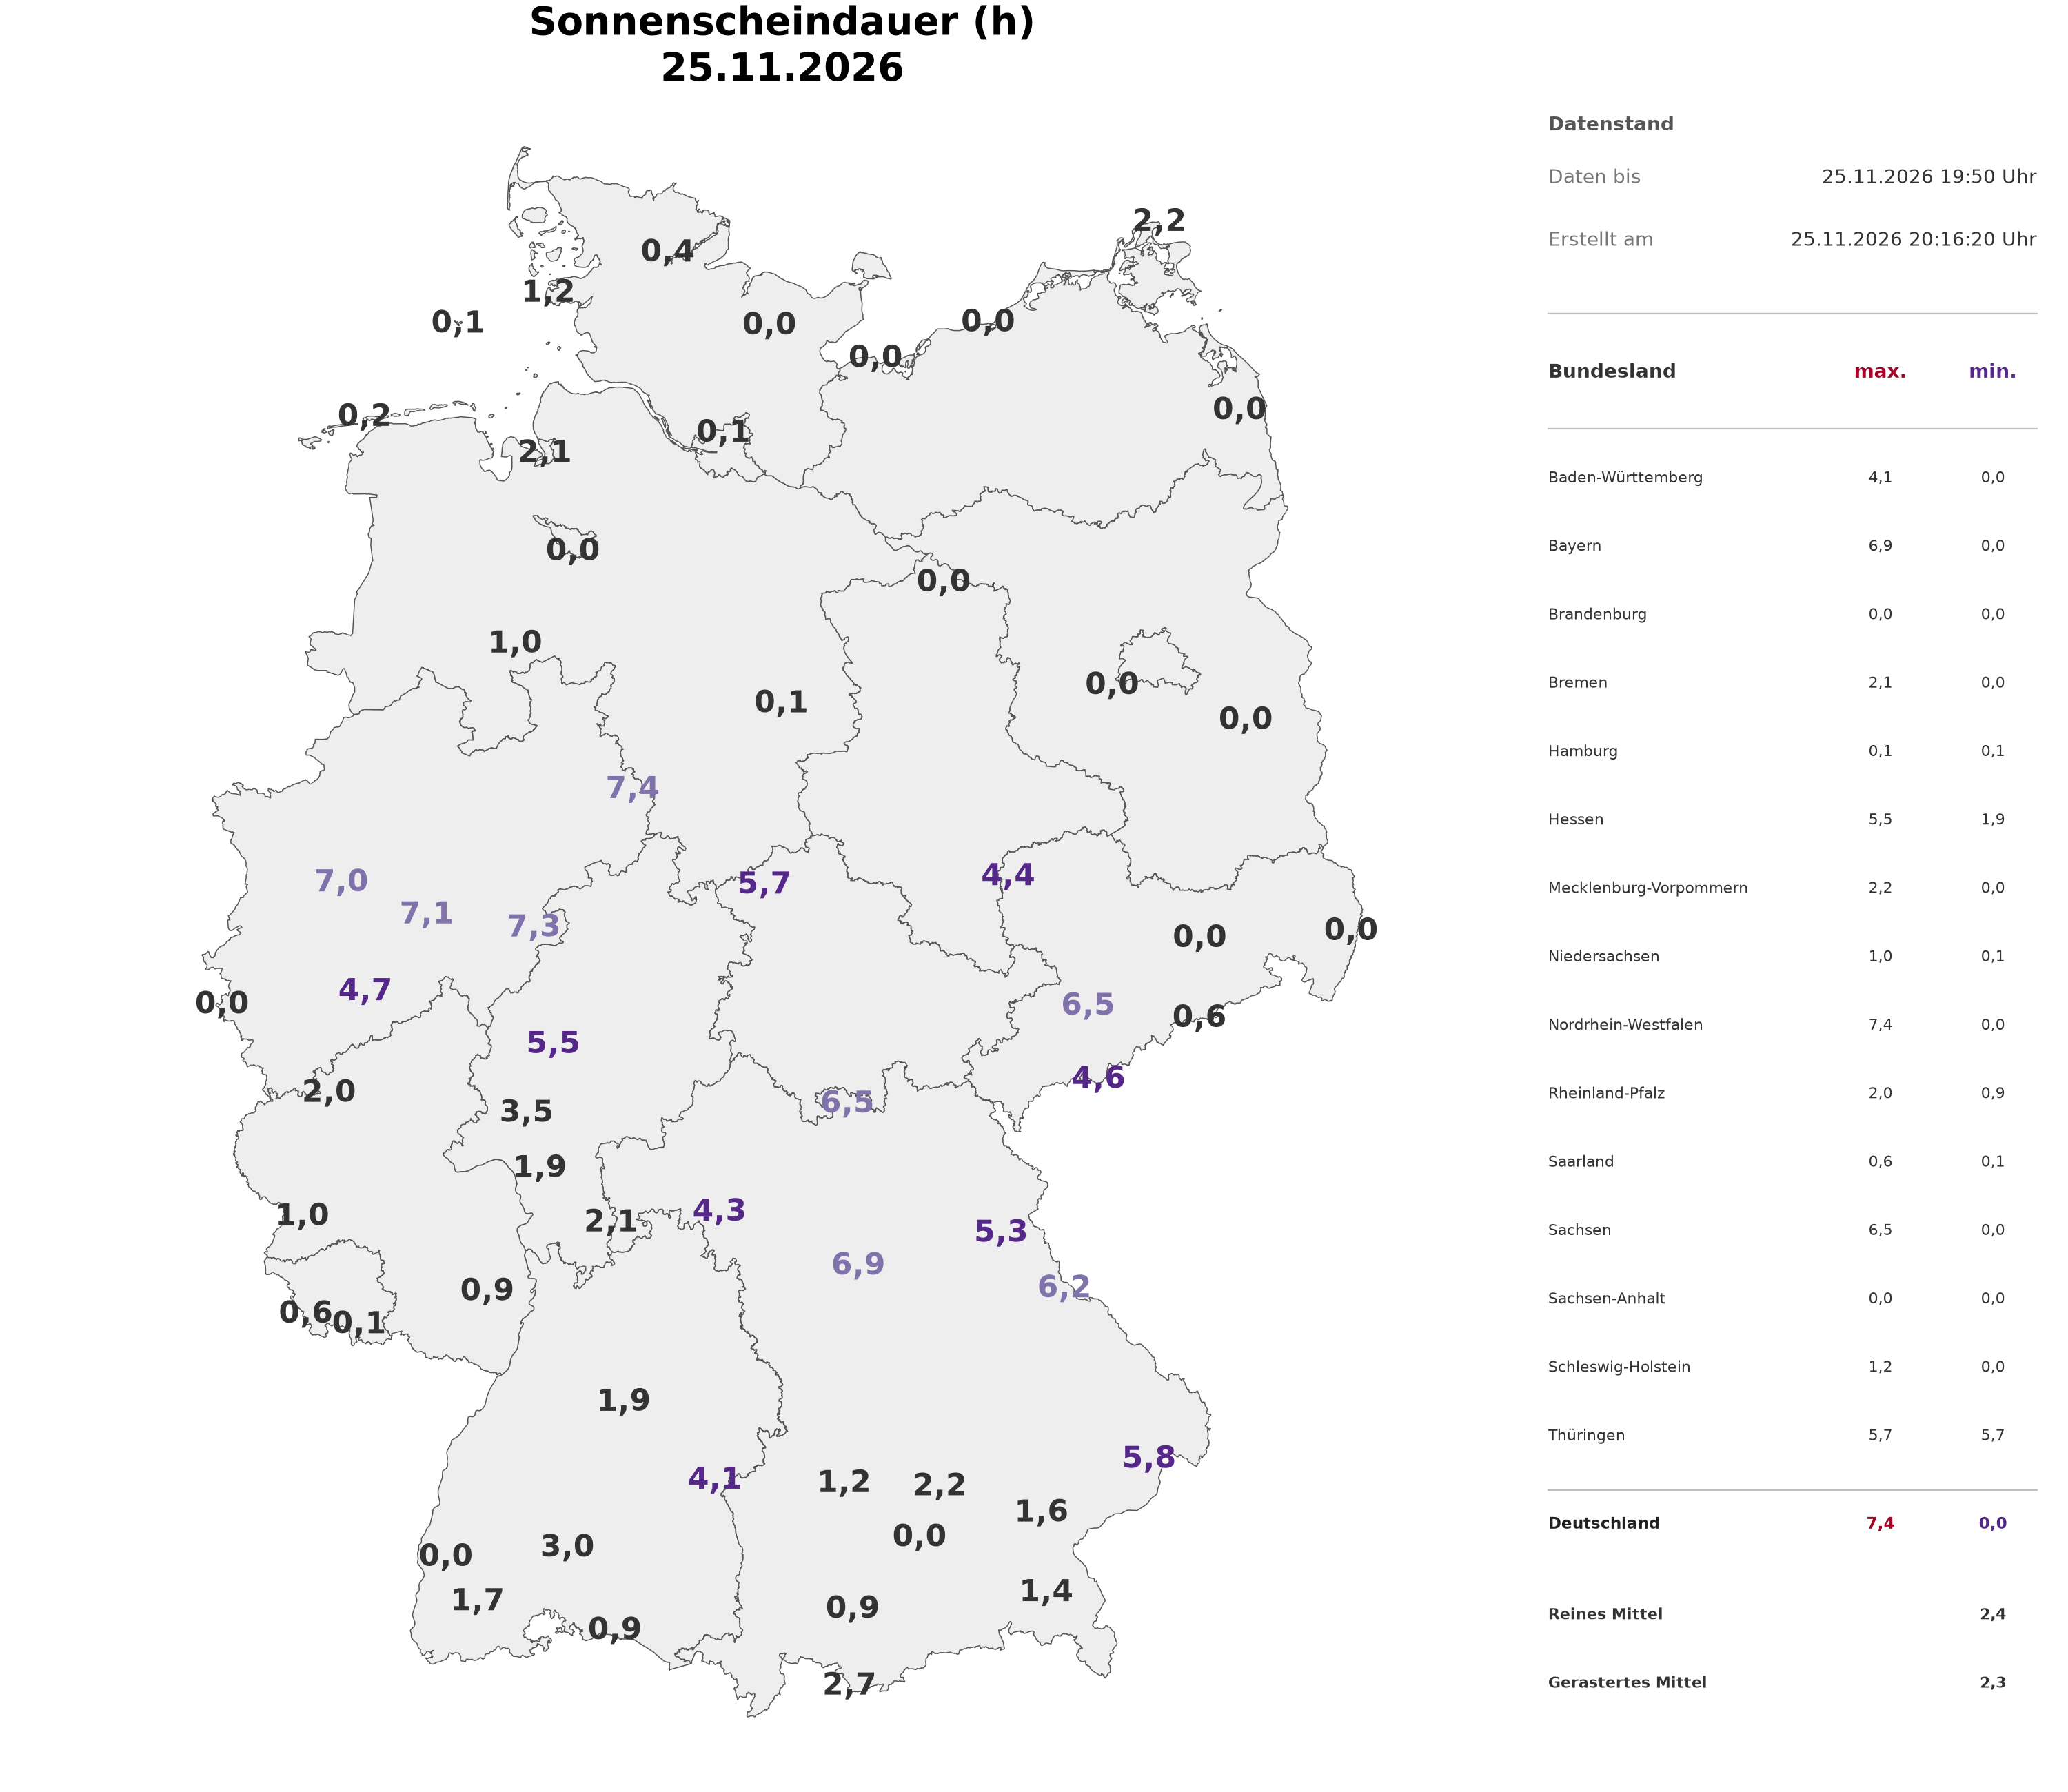 Sonnenscheindauer (h)
25.11.2026
Datenstand
Daten bis 25.11.2026 19:50 Uhr
Erstellt am 25.11.2026 20:16:20 Uhr
Bundesland max. min.
Baden-Württemberg 4,1 0,0
Bayern 6,9 0,0
Brandenburg 0,0 0,0
Bremen 2,1 0,0
Hamburg 0,1 0,1
Hessen 5,5 1,9
Mecklenburg-Vorpommern 2,2 0,0
Niedersachsen 1,0 0,1
Nordrhein-Westfalen 7,4 0,0
Rheinland-Pfalz 2,0 0,9
Saarland 0,6 0,1
Sachsen 6,5 0,0
Sachsen-Anhalt 0,0 0,0
Schleswig-Holstein 1,2 0,0
Thüringen 5,7 5,7
Deutschland 7,4 0,0
Reines Mittel 2,4
Gerastertes Mittel 2,3
2,2
0,4
1,2
0,1
0,0
0,0
0,0
0,0
0,2
0,1
2,1
0,0
0,0
1,0
0,0
0,1
0,0
7,4
4,4
7,0
5,7
7,1
7,3
0,0
0,0
4,7
0,0
6,5
0,6
5,5
4,6
2,0
6,5
3,5
1,9
4,3
1,0
2,1
5,3
6,9
6,2
0,9
0,6
0,1
1,9
5,8
4,1
1,2
2,2
1,6
0,0
3,0
0,0
1,4
1,7
0,9
0,9
2,7